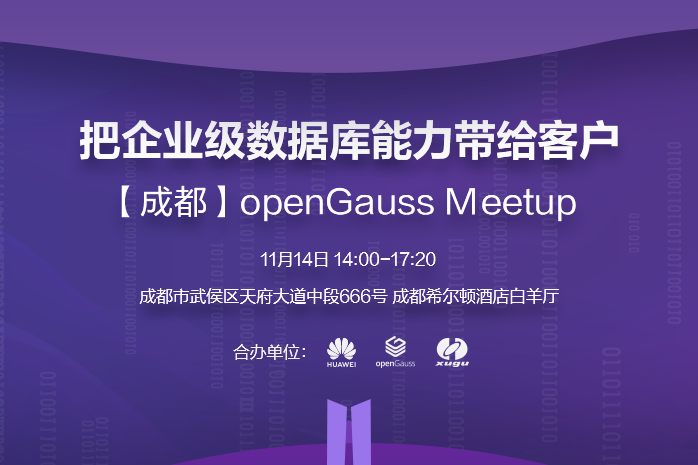 把企业级数据库能力带给客户
【成都】openGauss Meetup
11月14日 14:00-17:20
成都市武侯区天府大道中段666号 成都希尔顿酒店白羊厅
合办单位：
HUAWEI
openGauss
xugu